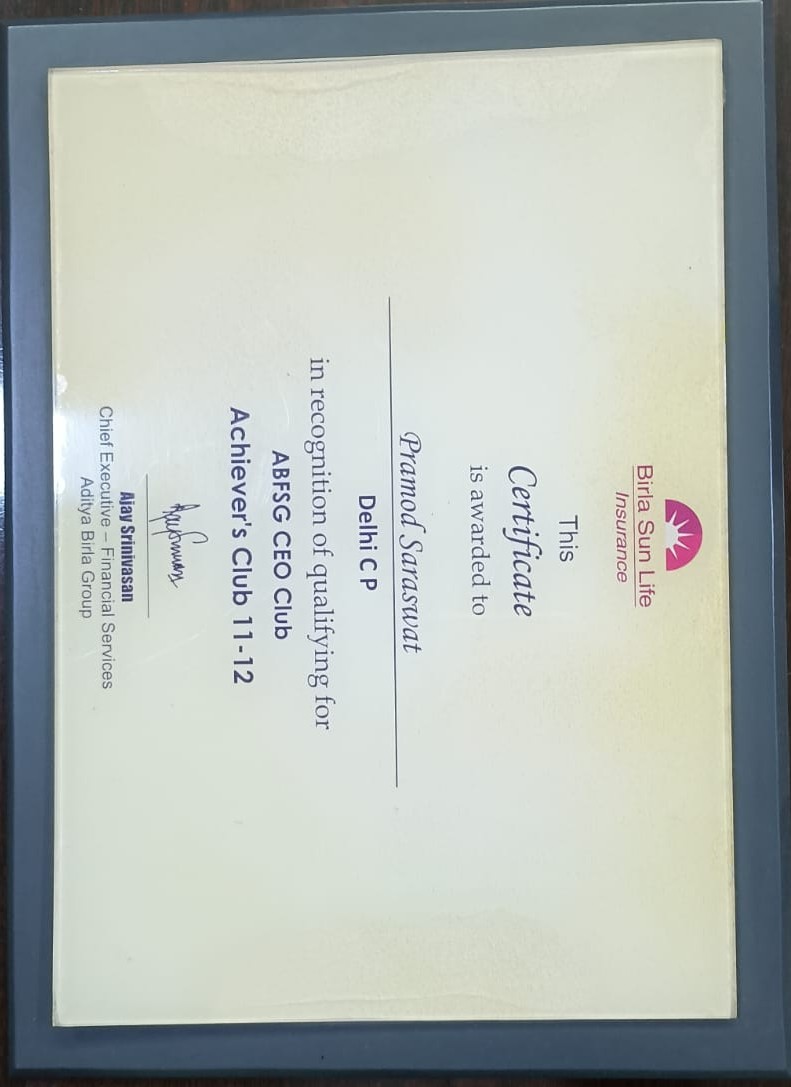 Birla Sun Life
Insurance
This
Certificate
is awarded to
Pramod Saraswat
Delhi C P
in recognition of qualifying for
ABFSG CEO Club
Achiever's Club 11-12
Ajay Srinivasan
Chief Executive – Financial Services
Aditya Birla Group